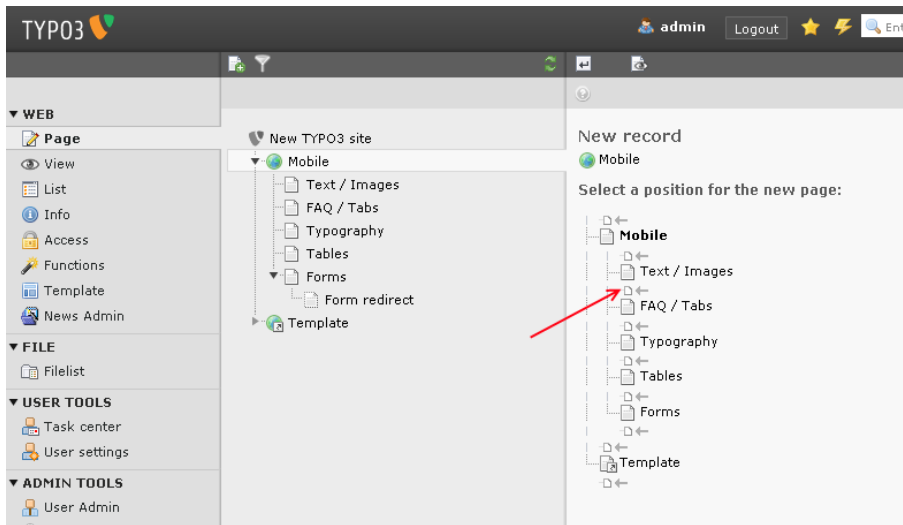 TYPO3
admin
Logout
Ent
WEB
Page
View
List
Info
Access
Functions
Template
News Admin
FILE
Filelist
USER TOOLS
Task center
User settings
ADMIN TOOLS
User Admin
New TYPO3 site
Mobile
Text / Images
FAQ / Tabs
Typography
Tables
Forms
Form redirect
Template
New record
Mobile
Select a position for the new page:
Mobile
Text / Images
FAQ / Tabs
Typography
Tables
Forms
Template